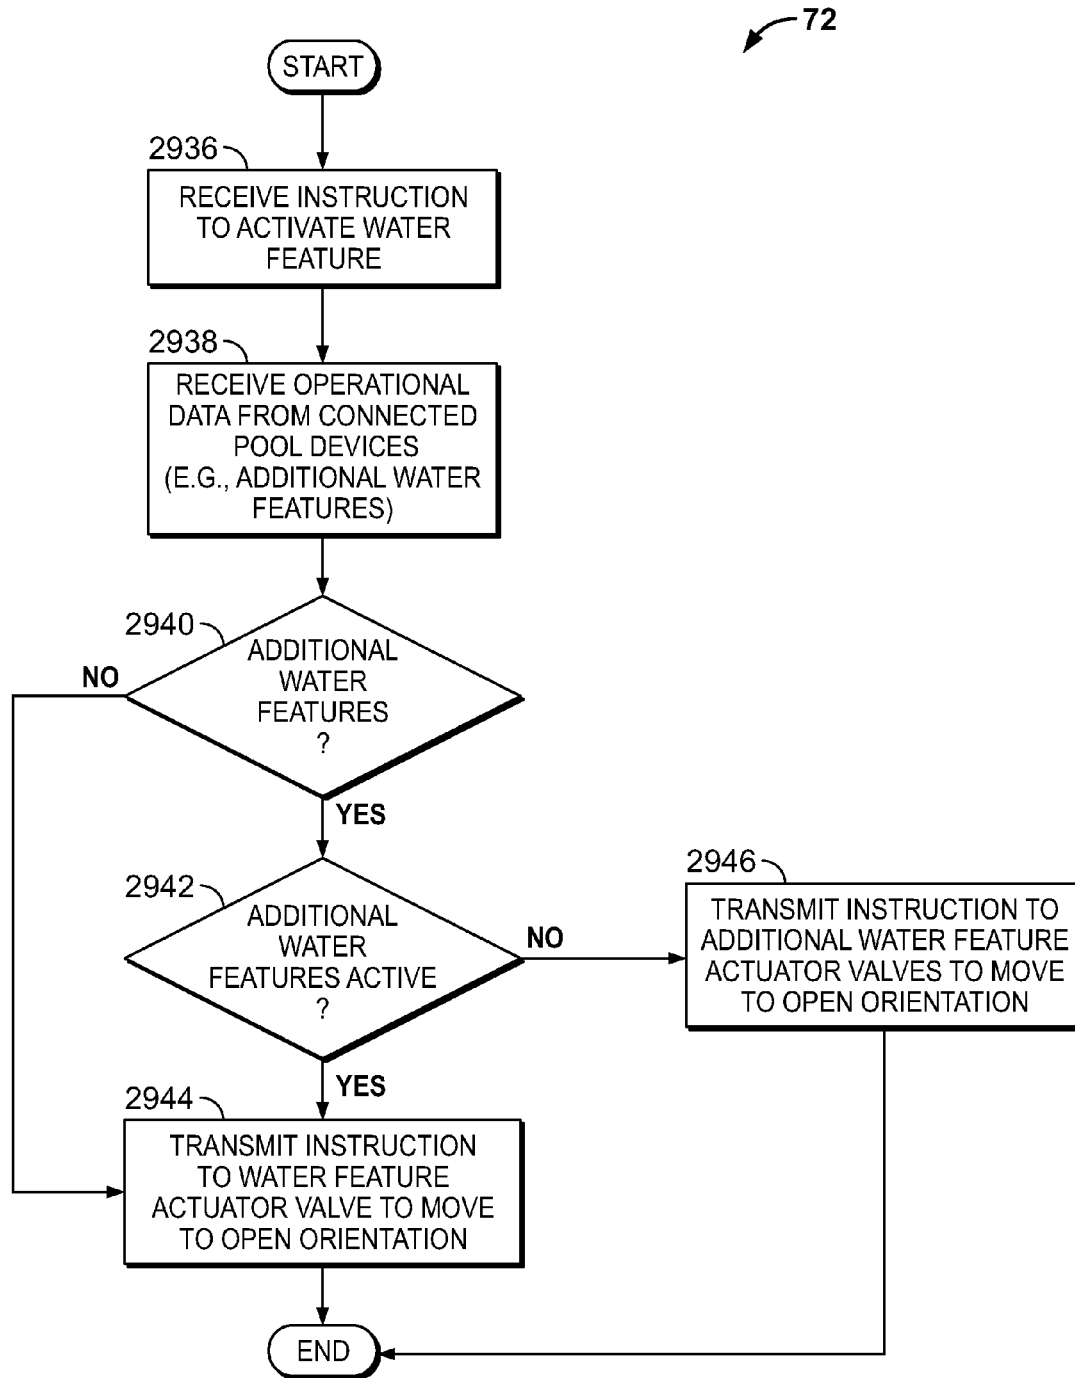 72
START
2936
RECEIVE INSTRUCTION
TO ACTIVATE WATER
FEATURE
2938
RECEIVE OPERATIONAL
DATA FROM CONNECTED
POOL DEVICES
(E.G., ADDITIONAL WATER
FEATURES)
2940
ADDITIONAL
WATER
FEATURES
?
NO
YES
2942
ADDITIONAL
WATER
FEATURES ACTIVE
?
NO
2946
TRANSMIT INSTRUCTION TO
ADDITIONAL WATER FEATURE
ACTUATOR VALVES TO MOVE
TO OPEN ORIENTATION
YES
2944
TRANSMIT INSTRUCTION
TO WATER FEATURE
ACTUATOR VALVE TO MOVE
TO OPEN ORIENTATION
END